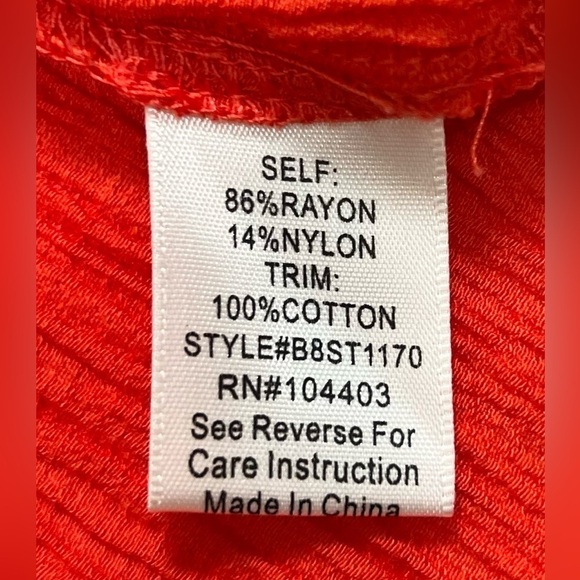 SELF:
86%RAYON
14%NYLON
TRIM:
100%COTTON
STYLE#B8ST1170
RN#104403
See Reverse For
Care Instruction
Made In China